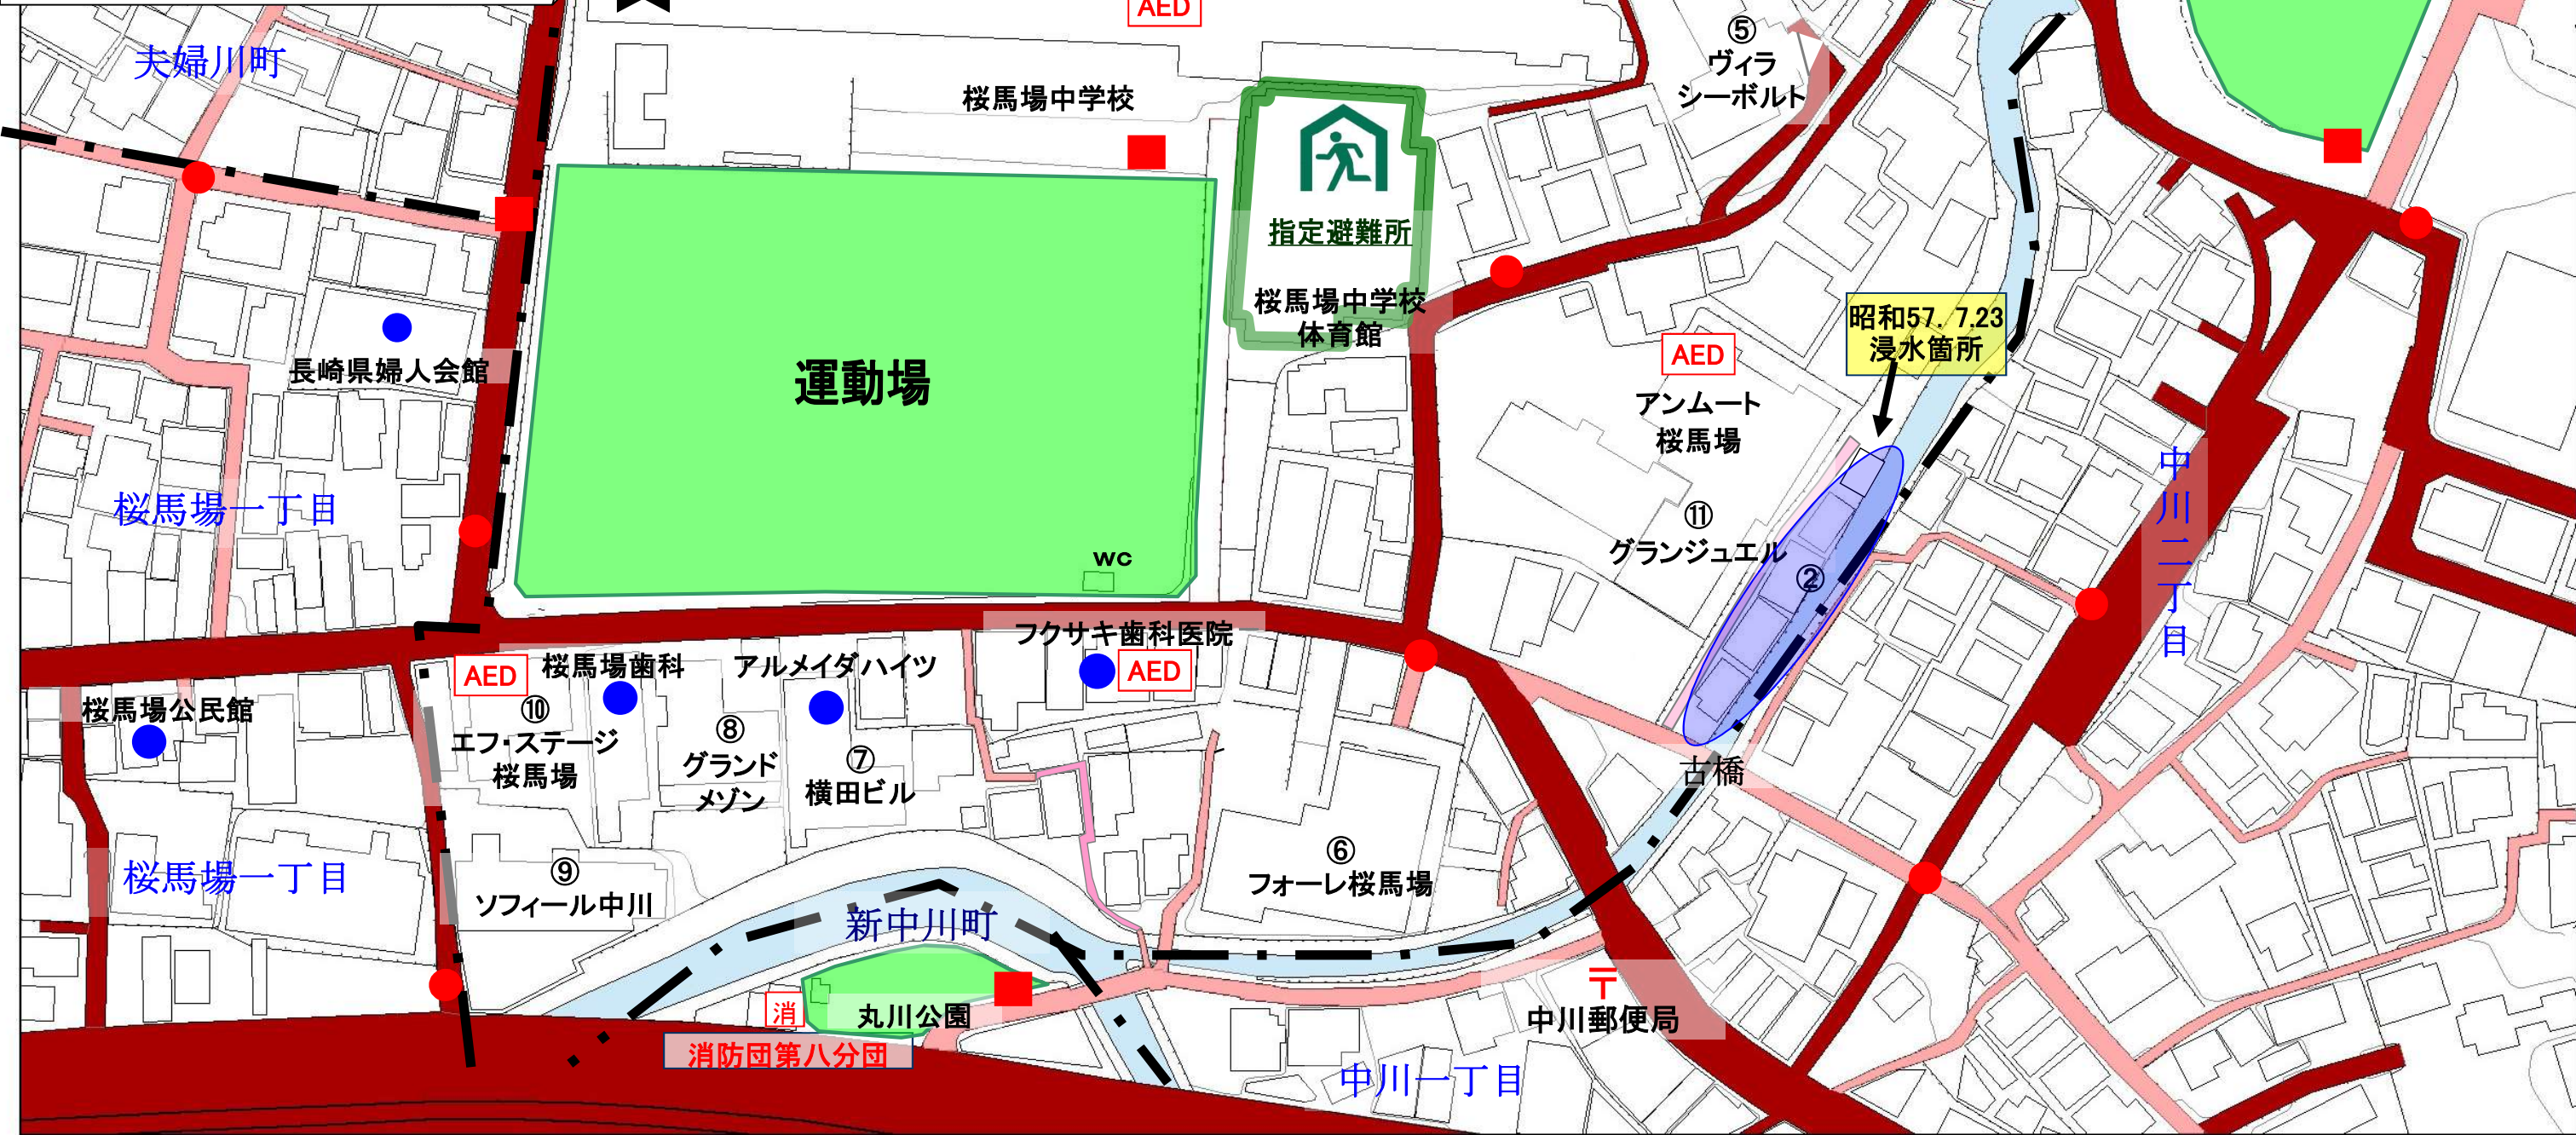 AED
夫婦川町
⑤
ヴィラ
シーボルト
桜馬場中学校
指定避難所
桜馬場中学校
体育館
昭和57. 7.23
浸水箇所
AED
アンムート
桜馬場
長崎県婦人会館
運動場
桜馬場一丁目
中川二丁目
⑪
グランジュエル
②
WC
フクサキ歯科医院
AED
AED
桜馬場歯科
アルメイダハイツ
桜馬場公民館
⑩
エフ・ステージ
桜馬場
⑧
グランド
メゾン
⑦
横田ビル
古橋
桜馬場一丁目
⑨
ソフィール中川
⑥
フォーレ桜馬場
新中川町
消
丸川公園
〒
中川郵便局
消防団第八分団
中川一丁目